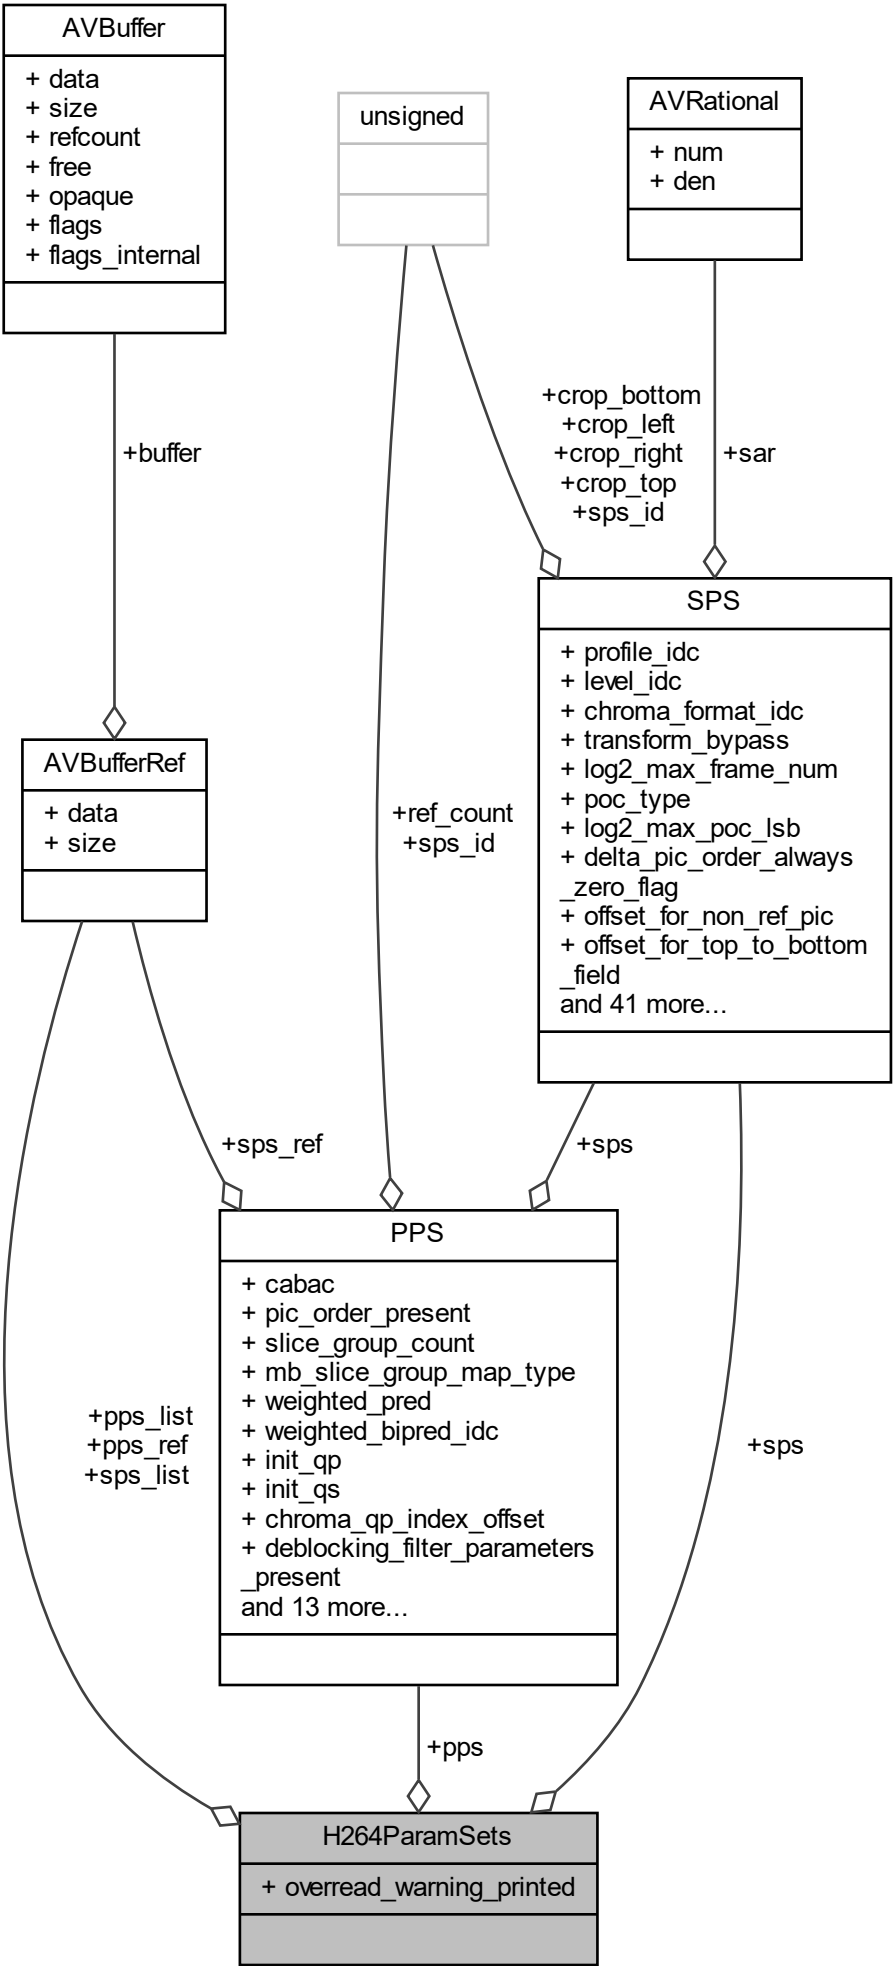 AVBuffer
+ data
+ size
+ refcount
+ free
+ opaque
+ flags
+ flags_internal
unsigned
AVRational
+ num
+ den
+buffer
+crop_bottom
+crop_left
+crop_right
+crop_top
+sps_id
+sar
SPS
+ profile_idc
+ level_idc
+ chroma_format_idc
+ transform_bypass
+ log2_max_frame_num
+ poc_type
+ log2_max_poc_lsb
+ delta_pic_order_always
_zero_flag
+ offset_for_non_ref_pic
+ offset_for_top_to_bottom
_field
and 41 more...
AVBufferRef
+ data
+ size
+ref_count
+sps_id
+sps_ref
+sps
PPS
+ cabac
+ pic_order_present
+ slice_group_count
+ mb_slice_group_map_type
+ weighted_pred
+ weighted_bipred_idc
+ init_qp
+ init_qs
+ chroma_qp_index_offset
+ deblocking_filter_parameters
_present
and 13 more...
+pps_list
+pps_ref
+sps_list
+sps
+pps
H264ParamSets
+ overread_warning_printed